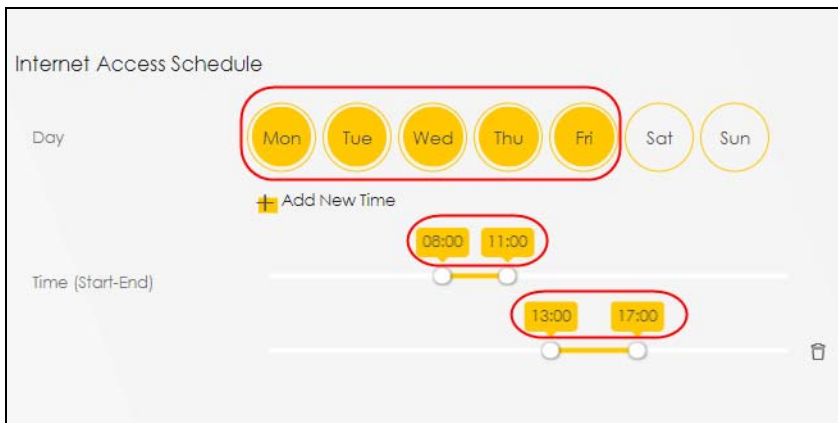 Internet Access Schedule
Day Mon Tue Wed Thu Fri Sat Sun
+ Add New Time
08:00 11:00
Time (Start-End)
13:00 17:00